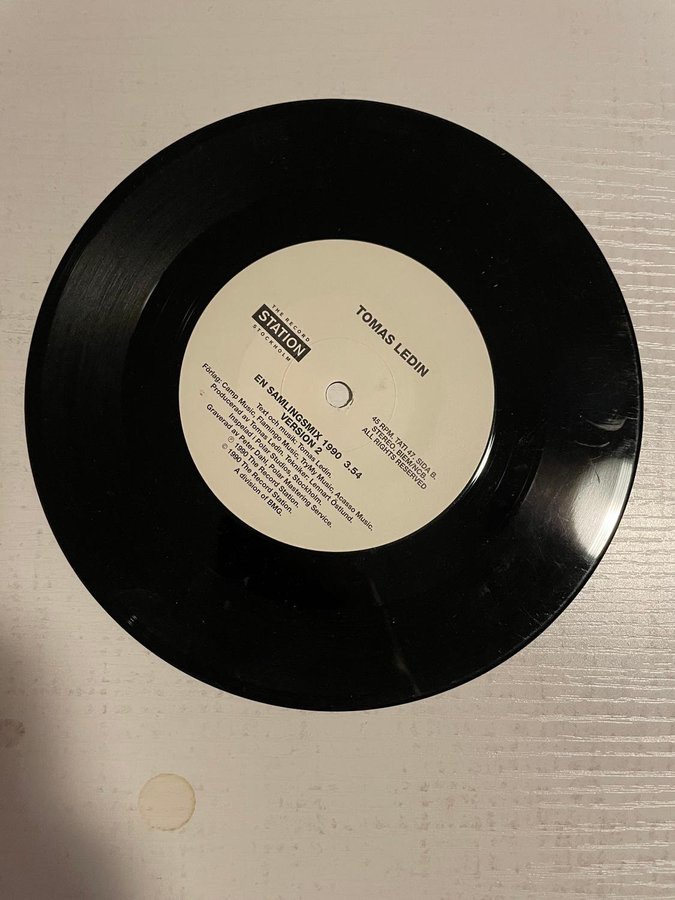 TOMAS LEDIN
THE RECORD
STATION
STOCKHOLM
45 RPM. TATI 47. SIDA B.
STEREO. BIEM/NCB.
ALL RIGHTS RESERVED
EN SAMLINGSMIX 1990 3.54
VERSION 2
Text och musik: Tomas Ledin.
Förlag: Camp Music, Flamingo Music, TryMy Music, Acasso Music.
Producerad av Tomas Ledin. Tekniker: Lennart Östlund.
Inspelad i Polar Studios, Stockholm.
Graverad av Peter Dahl, Polar Mastering Service.
℗ 1990 The Record Station.
© 1990 The Record Station.
A division of BMG.